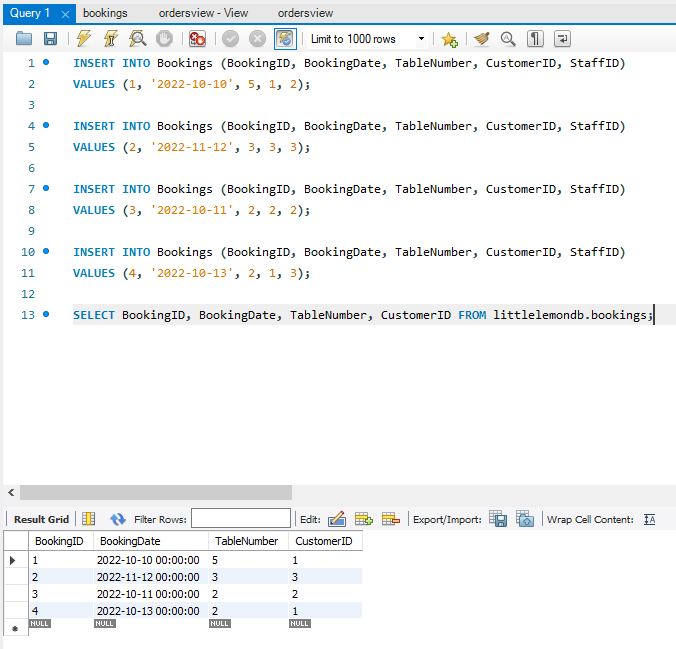 Query 1 bookings ordersview - View ordersview
Limit to 1000 rows
1 INSERT INTO Bookings (BookingID, BookingDate, TableNumber, CustomerID, StaffID)
2 VALUES (1, '2022-10-10', 5, 1, 2);
3
4 INSERT INTO Bookings (BookingID, BookingDate, TableNumber, CustomerID, StaffID)
5 VALUES (2, '2022-11-12', 3, 3, 3);
6
7 INSERT INTO Bookings (BookingID, BookingDate, TableNumber, CustomerID, StaffID)
8 VALUES (3, '2022-10-11', 2, 2, 2);
9
10 INSERT INTO Bookings (BookingID, BookingDate, TableNumber, CustomerID, StaffID)
11 VALUES (4, '2022-10-13', 2, 1, 3);
12
13 SELECT BookingID, BookingDate, TableNumber, CustomerID FROM littlelemondb.bookings;
Result Grid Filter Rows: Edit: Export/Import: Wrap Cell Content: IA
BookingID BookingDate TableNumber CustomerID
1 2022-10-10 00:00:00 5 1
2 2022-11-12 00:00:00 3 3
3 2022-10-11 00:00:00 2 2
4 2022-10-13 00:00:00 2 1
NULL NULL NULL NULL